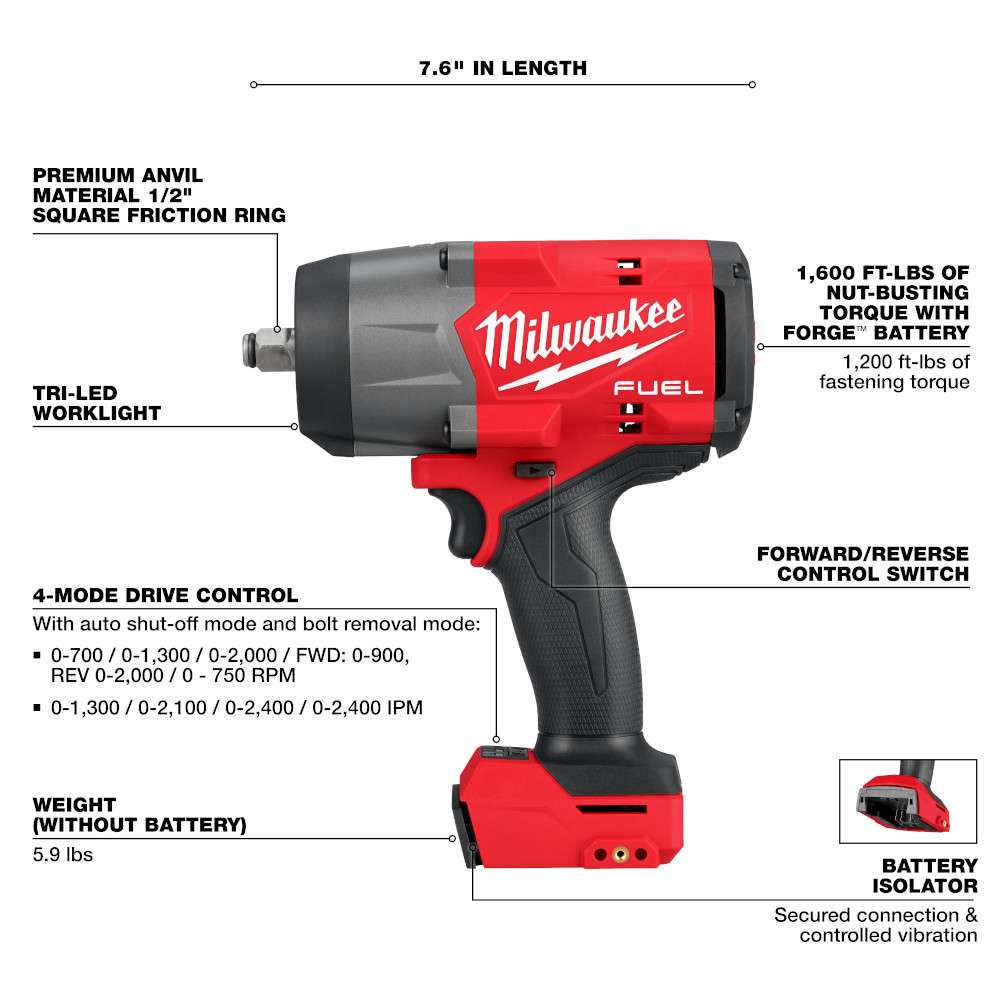 7.6" IN LENGTH
PREMIUM ANVIL
MATERIAL 1/2"
SQUARE FRICTION RING
1,600 FT-LBS OF
NUT-BUSTING
TORQUE WITH
FORGE™ BATTERY
1,200 ft-lbs of
fastening torque
Milwaukee
FUEL
TRI-LED
WORKLIGHT
FORWARD/REVERSE
CONTROL SWITCH
4-MODE DRIVE CONTROL
With auto shut-off mode and bolt removal mode:
▪ 0-700 / 0-1,300 / 0-2,000 / FWD: 0-900,
REV 0-2,000 / 0 - 750 RPM
▪ 0-1,300 / 0-2,100 / 0-2,400 / 0-2,400 IPM
WEIGHT
(WITHOUT BATTERY)
5.9 lbs
BATTERY
ISOLATOR
Secured connection &
controlled vibration